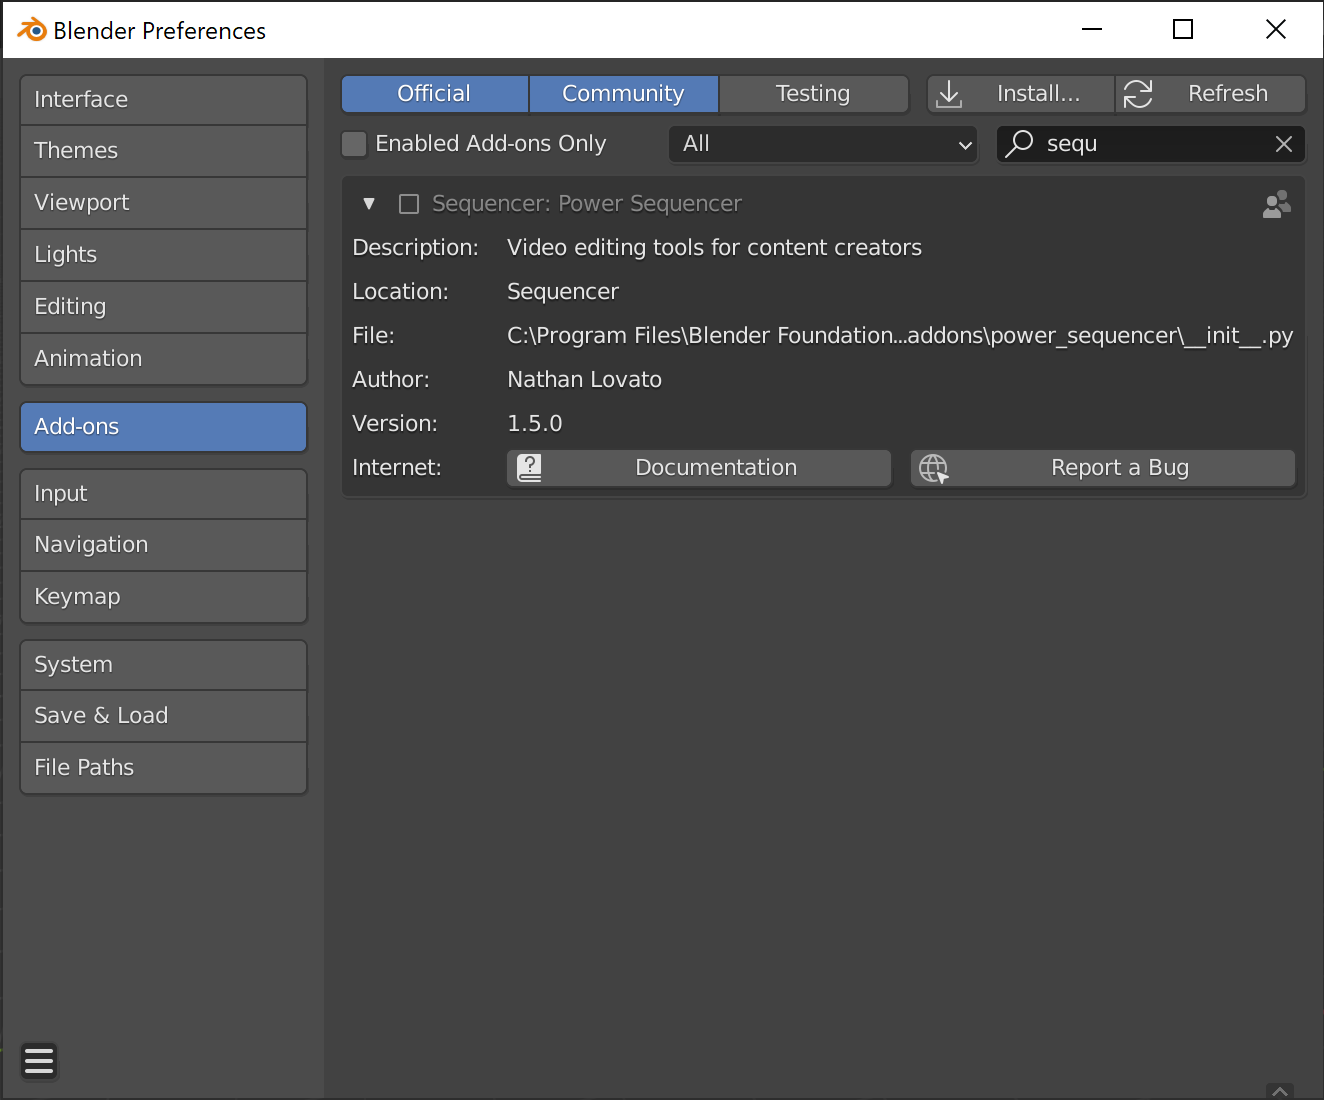 Blender Preferences
Interface
Themes
Viewport
Lights
Editing
Animation
Add-ons
Input
Navigation
Keymap
System
Save & Load
File Paths
Official Community Testing Install... Refresh
Enabled Add-ons Only All sequ
Sequencer: Power Sequencer
Description: Video editing tools for content creators
Location: Sequencer
File: C:\Program Files\Blender Foundation...addons\power_sequencer\__init__.py
Author: Nathan Lovato
Version: 1.5.0
Internet: Documentation Report a Bug